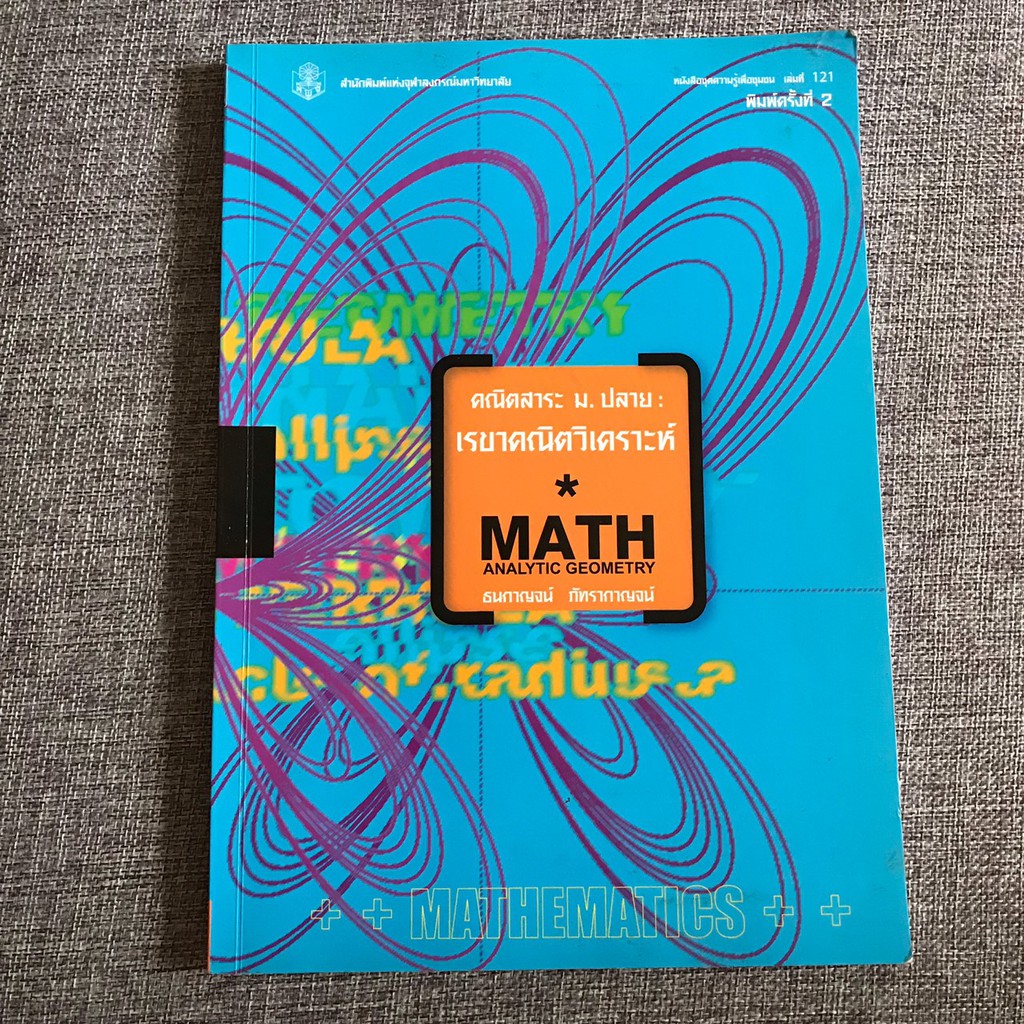 สำนักพิมพ์แห่งจุฬาลงกรณ์มหาวิทยาลัย
หนังสือชุดความรู้เพื่อชุมชน เล่มที่ 121
พิมพ์ครั้งที่ 2
GEOMETRY
คณิตสาระ ม. ปลาย :
เรขาคณิตวิเคราะห์
*
MATH
ANALYTIC GEOMETRY
ธนกาญจน์ ภัทรากาญจน์
ellipse
of radius a
+ + MATHEMATICS + +